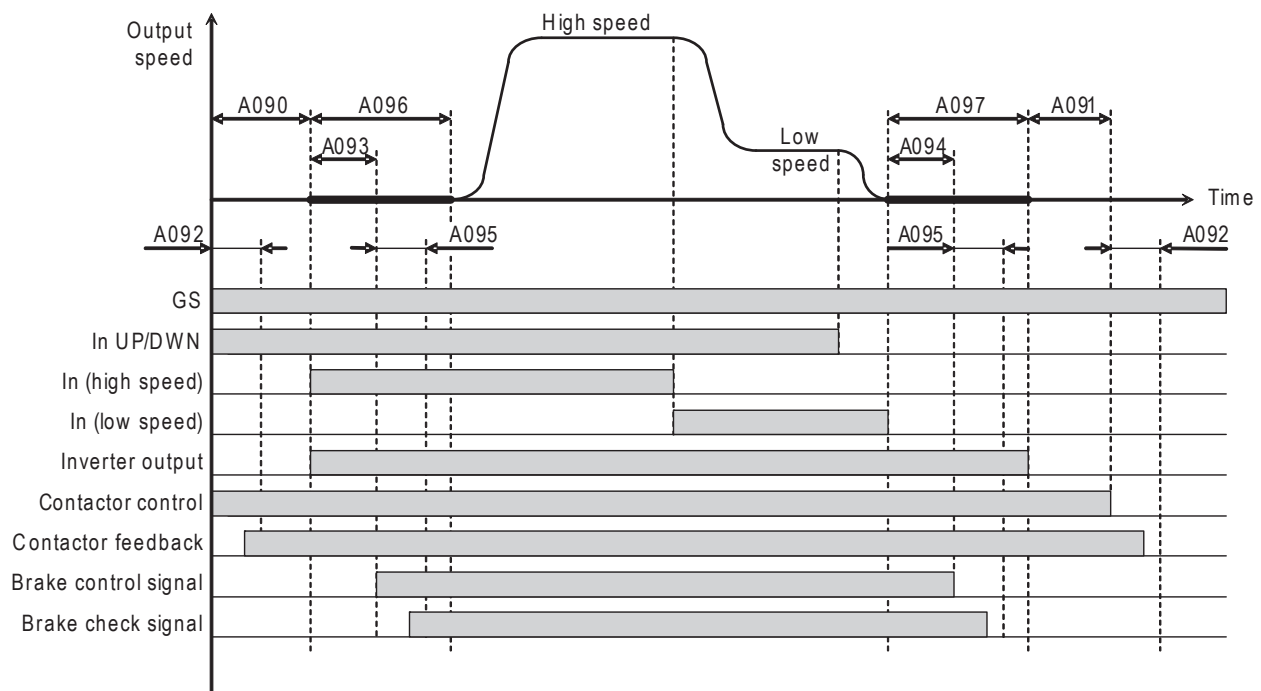 Output
speed
High speed
A090
A096
A097
A091
A093
A094
Low
speed
Time
A092
A095
A095
A092
GS
In UP/DWN
In (high speed)
In (low speed)
Inverter output
Contactor control
Contactor feedback
Brake control signal
Brake check signal